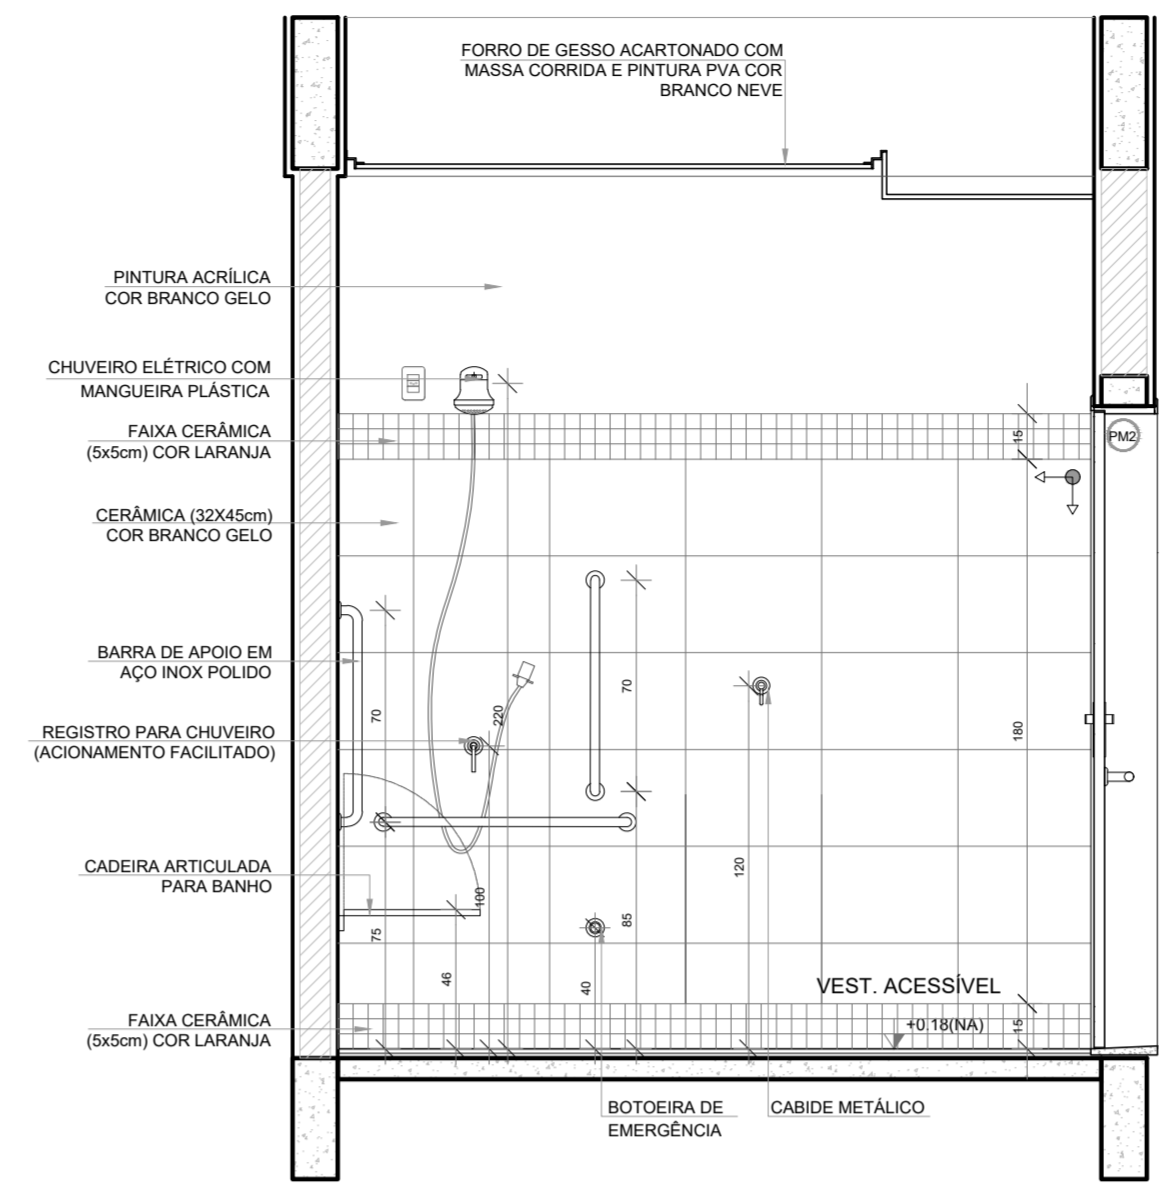 FORRO DE GESSO ACARTONADO COM
MASSA CORRIDA E PINTURA PVA COR
BRANCO NEVE
PINTURA ACRÍLICA
COR BRANCO GELO
CHUVEIRO ELÉTRICO COM
MANGUEIRA PLÁSTICA
FAIXA CERÂMICA
(5x5cm) COR LARANJA
15
PM2
CERÂMICA (32X45cm)
COR BRANCO GELO
BARRA DE APOIO EM
AÇO INOX POLIDO
70
70
220
180
REGISTRO PARA CHUVEIRO
(ACIONAMENTO FACILITADO)
CADEIRA ARTICULADA
PARA BANHO
120
100
85
75
46
40
VEST. ACESSÍVEL
+0.18(NA)
15
FAIXA CERÂMICA
(5x5cm) COR LARANJA
BOTOEIRA DE
EMERGÊNCIA
CABIDE METÁLICO